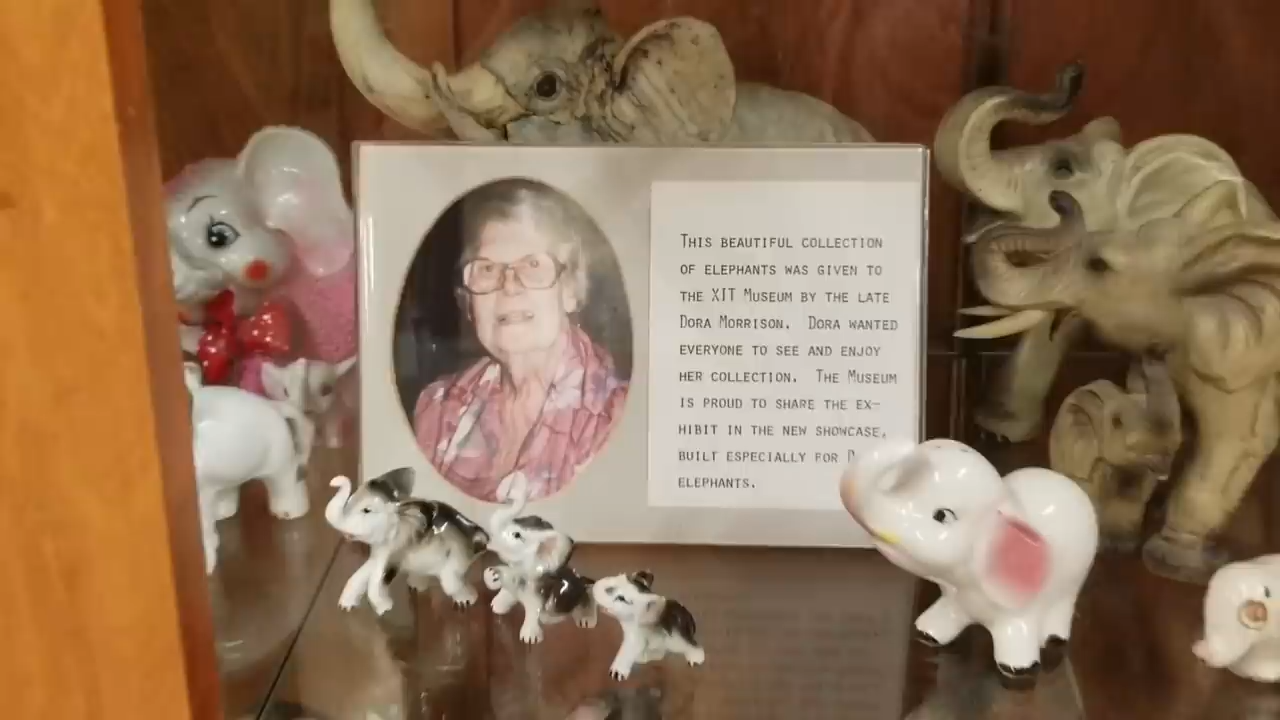 THIS BEAUTIFUL COLLECTION
OF ELEPHANTS WAS GIVEN TO
THE XIT MUSEUM BY THE LATE
DORA MORRISON. DORA WANTED
EVERYONE TO SEE AND ENJOY
HER COLLECTION. THE MUSEUM
IS PROUD TO SHARE THE EX-
HIBIT IN THE NEW SHOWCASE,
BUILT ESPECIALLY FOR
ELEPHANTS.